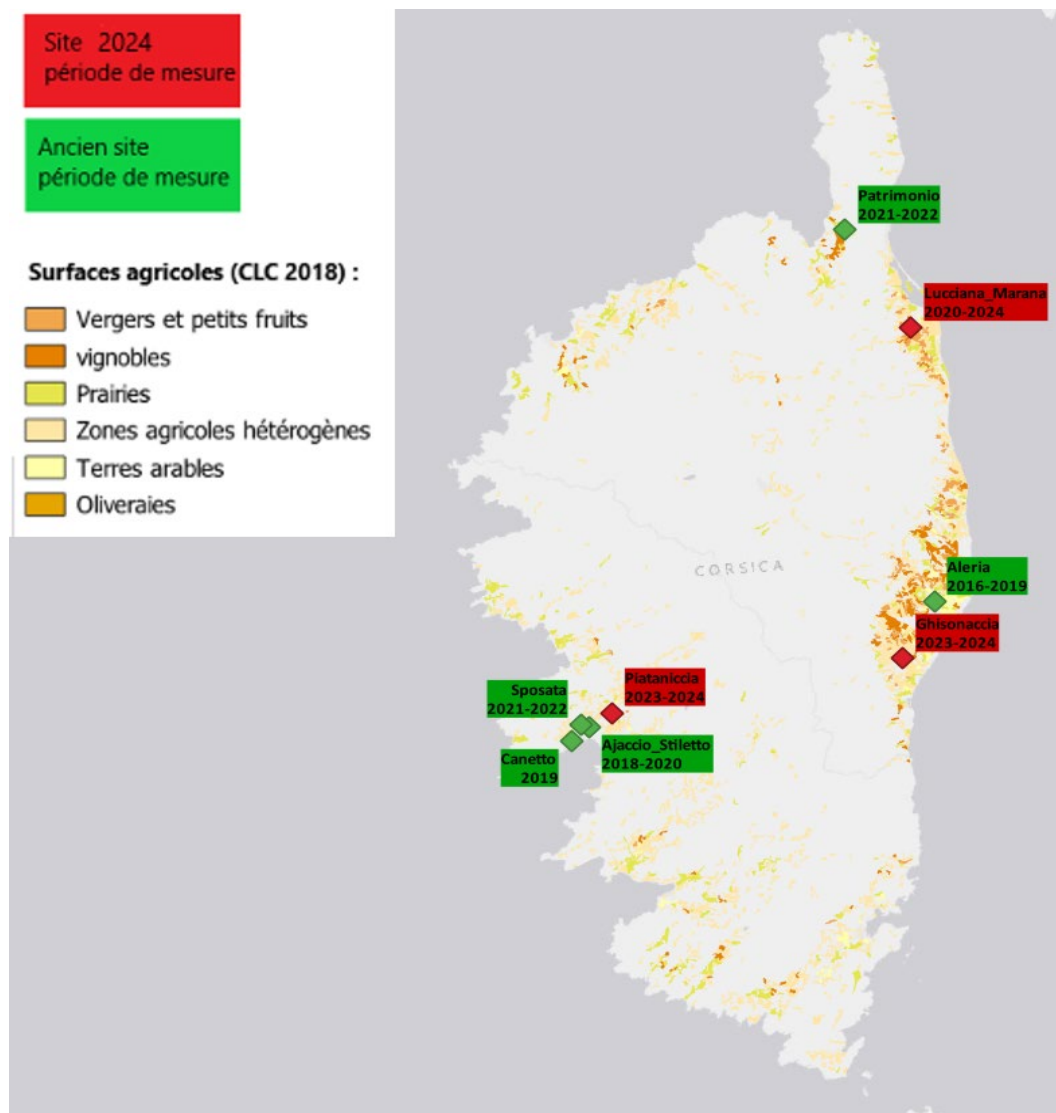 Site 2024
période de mesure
Ancien site
période de mesure
Surfaces agricoles (CLC 2018) :
Vergers et petits fruits
vignobles
Prairies
Zones agricoles hétérogènes
Terres arables
Oliveraies
Patrimonio
2021-2022
Lucciana_Marana
2020-2024
CORSICA
Aleria
2016-2019
Ghisonaccia
2023-2024
Piataniccia
2023-2024
Sposata
2021-2022
Ajaccio_Stiletto
2018-2020
Canetto
2019